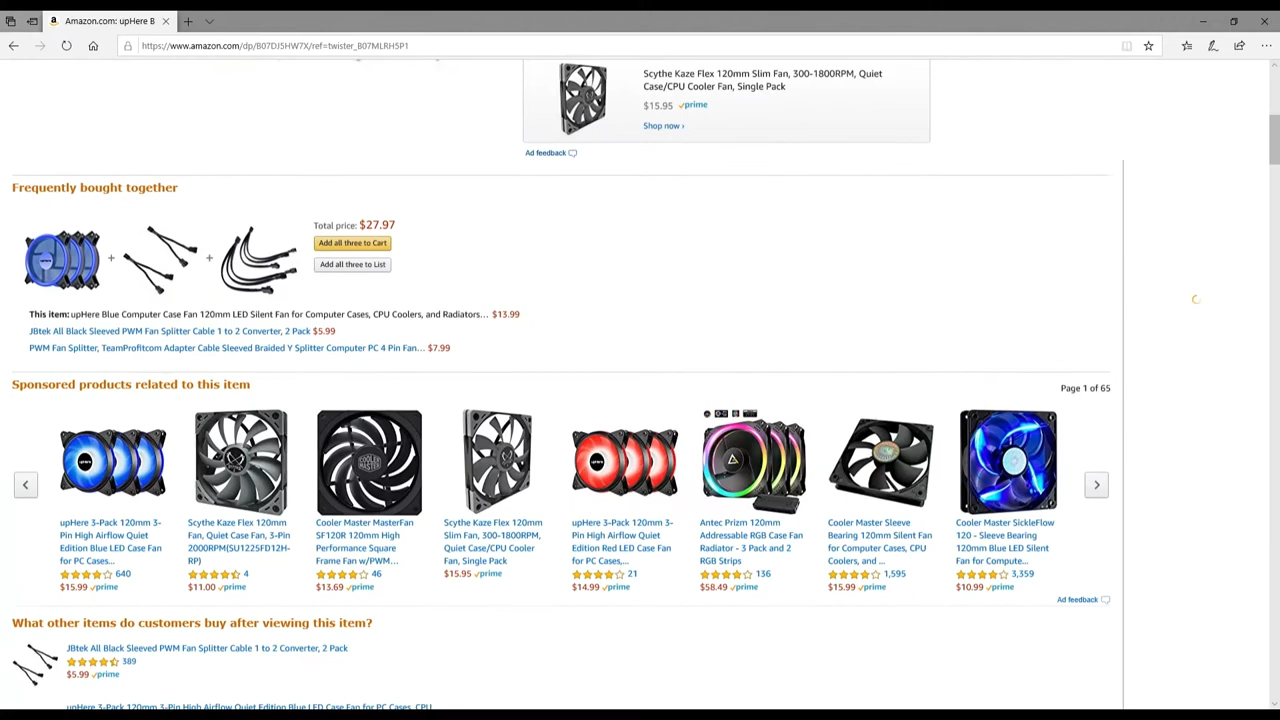 Amazon.com: upHere B
https://www.amazon.com/dp/B07DJ5HW7X/ref=twister_B07MLRH5P1
Scythe Kaze Flex 120mm Slim Fan, 300-1800RPM, Quiet
Case/CPU Cooler Fan, Single Pack
$15.95 prime
Shop now ›
Ad feedback
Frequently bought together
Total price: $27.97
Add all three to Cart
Add all three to List
+ +
This item: upHere Blue Computer Case Fan 120mm LED Silent Fan for Computer Cases, CPU Coolers, and Radiators... $13.99
JBtek All Black Sleeved PWM Fan Splitter Cable 1 to 2 Converter, 2 Pack $5.99
PWM Fan Splitter, TeamProfitcom Adapter Cable Sleeved Braided Y Splitter Computer PC 4 Pin Fan... $7.99
Sponsored products related to this item
Page 1 of 65
upHere 3-Pack 120mm 3-
Pin High Airflow Quiet
Edition Blue LED Case Fan
for PC Cases...
640
$15.99 prime
Scythe Kaze Flex 120mm
Fan, Quiet Case Fan, 3-Pin
2000RPM(SU1225FD12H-
RP)
4
$11.00 prime
Cooler Master MasterFan
SF120R 120mm High
Performance Square
Frame Fan w/PWM...
46
$13.69 prime
Scythe Kaze Flex 120mm
Slim Fan, 300-1800RPM,
Quiet Case/CPU Cooler
Fan, Single Pack
$15.95 prime
upHere 3-Pack 120mm 3-
Pin High Airflow Quiet
Edition Red LED Case Fan
for PC Cases,...
21
$14.99 prime
Antec Prizm 120mm
Addressable RGB Case Fan
Radiator - 3 Pack and 2
RGB Strips
136
$58.49 prime
Cooler Master Sleeve
Bearing 120mm Silent Fan
for Computer Cases, CPU
Coolers, and ...
1,595
$15.99 prime
Cooler Master SickleFlow
120 - Sleeve Bearing
120mm Blue LED Silent
Fan for Compute...
3,359
$10.99 prime
Ad feedback
What other items do customers buy after viewing this item?
JBtek All Black Sleeved PWM Fan Splitter Cable 1 to 2 Converter, 2 Pack
389
$5.99 prime
upHere 3-Pack 120mm 3-Pin High Airflow Quiet Edition Blue LED Case Fan for PC Cases, CPU